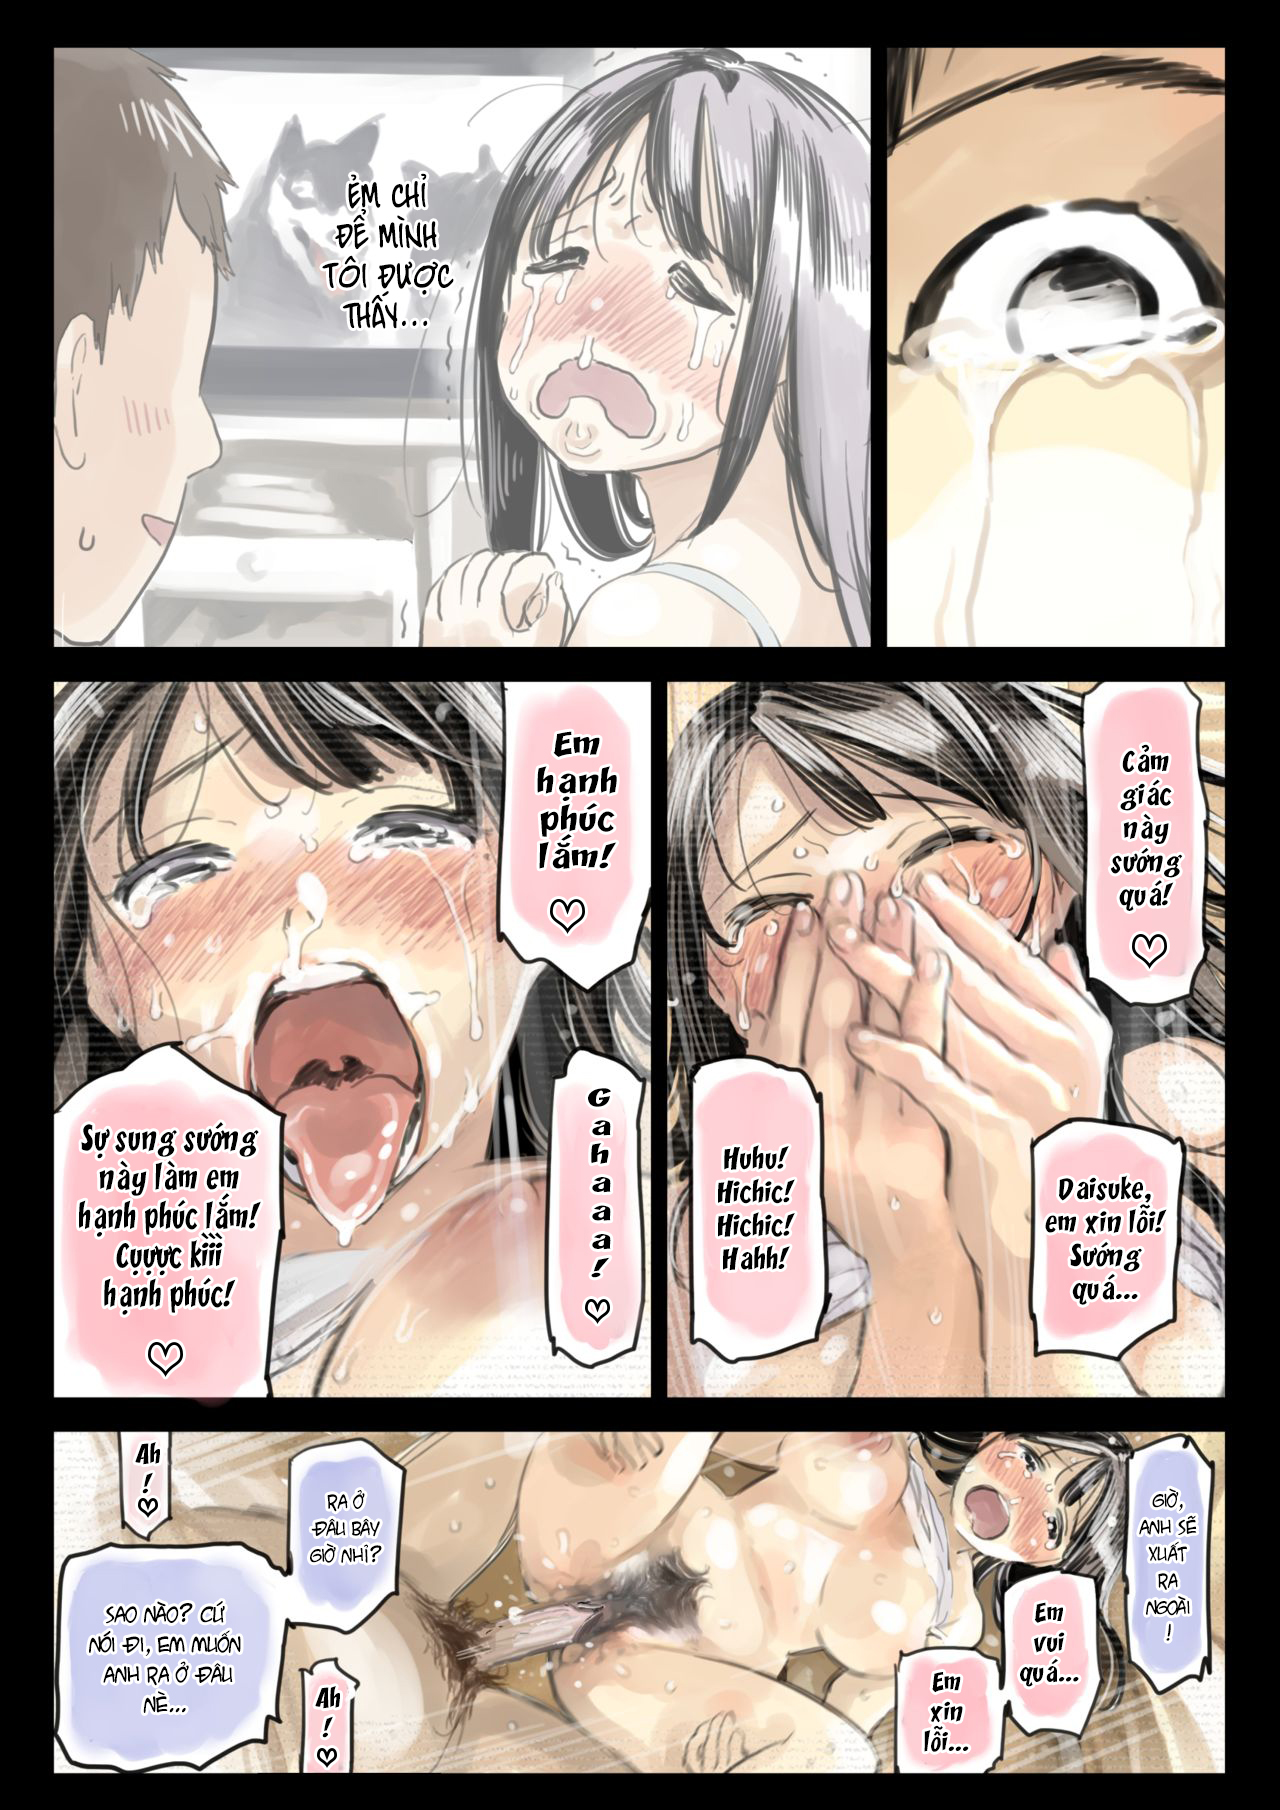 ẺM CHỈ
ĐỂ MÌNH
TÔI ĐƯỢC
THẤY...
Cảm
giác
này
sướng
quá!
♡
Daisuke,
em xin lỗi!
Sướng
quá...
Huhu!
Hichic!
Hichic!
Hahh!
Em
hạnh
phúc
lắm!
♡
Gahaaa! ♡
Sự sung sướng
này làm em
hạnh phúc lắm!
Cựựực kììì
hạnh phúc!
♡
GIỜ,
ANH SẼ
XUẤT
RA
NGOÀI
!
Em
vui
quá...
Em
xin
lỗi...
RA Ở
ĐÂU BÂY
GIỜ NHỈ?
Ah
!
♡
SAO NÀO? CỨ
NÓI ĐI, EM MUỐN
ANH RA Ở ĐÂU
NÈ...
Ah
!
♡